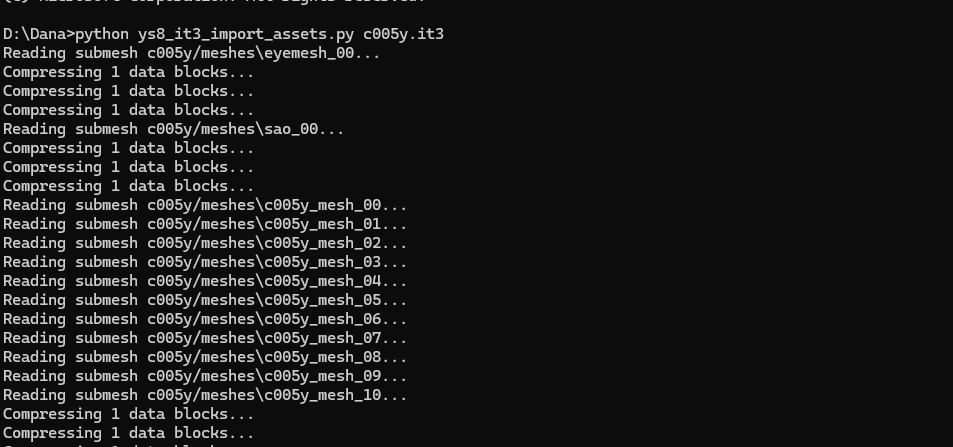 D:\Dana>python ys8_it3_import_assets.py c005y.it3
Reading submesh c005y/meshes\eyemesh_00...
Compressing 1 data blocks...
Compressing 1 data blocks...
Compressing 1 data blocks...
Reading submesh c005y/meshes\sao_00...
Compressing 1 data blocks...
Compressing 1 data blocks...
Compressing 1 data blocks...
Reading submesh c005y/meshes\c005y_mesh_00...
Reading submesh c005y/meshes\c005y_mesh_01...
Reading submesh c005y/meshes\c005y_mesh_02...
Reading submesh c005y/meshes\c005y_mesh_03...
Reading submesh c005y/meshes\c005y_mesh_04...
Reading submesh c005y/meshes\c005y_mesh_05...
Reading submesh c005y/meshes\c005y_mesh_06...
Reading submesh c005y/meshes\c005y_mesh_07...
Reading submesh c005y/meshes\c005y_mesh_08...
Reading submesh c005y/meshes\c005y_mesh_09...
Reading submesh c005y/meshes\c005y_mesh_10...
Compressing 1 data blocks...
Compressing 1 data blocks...